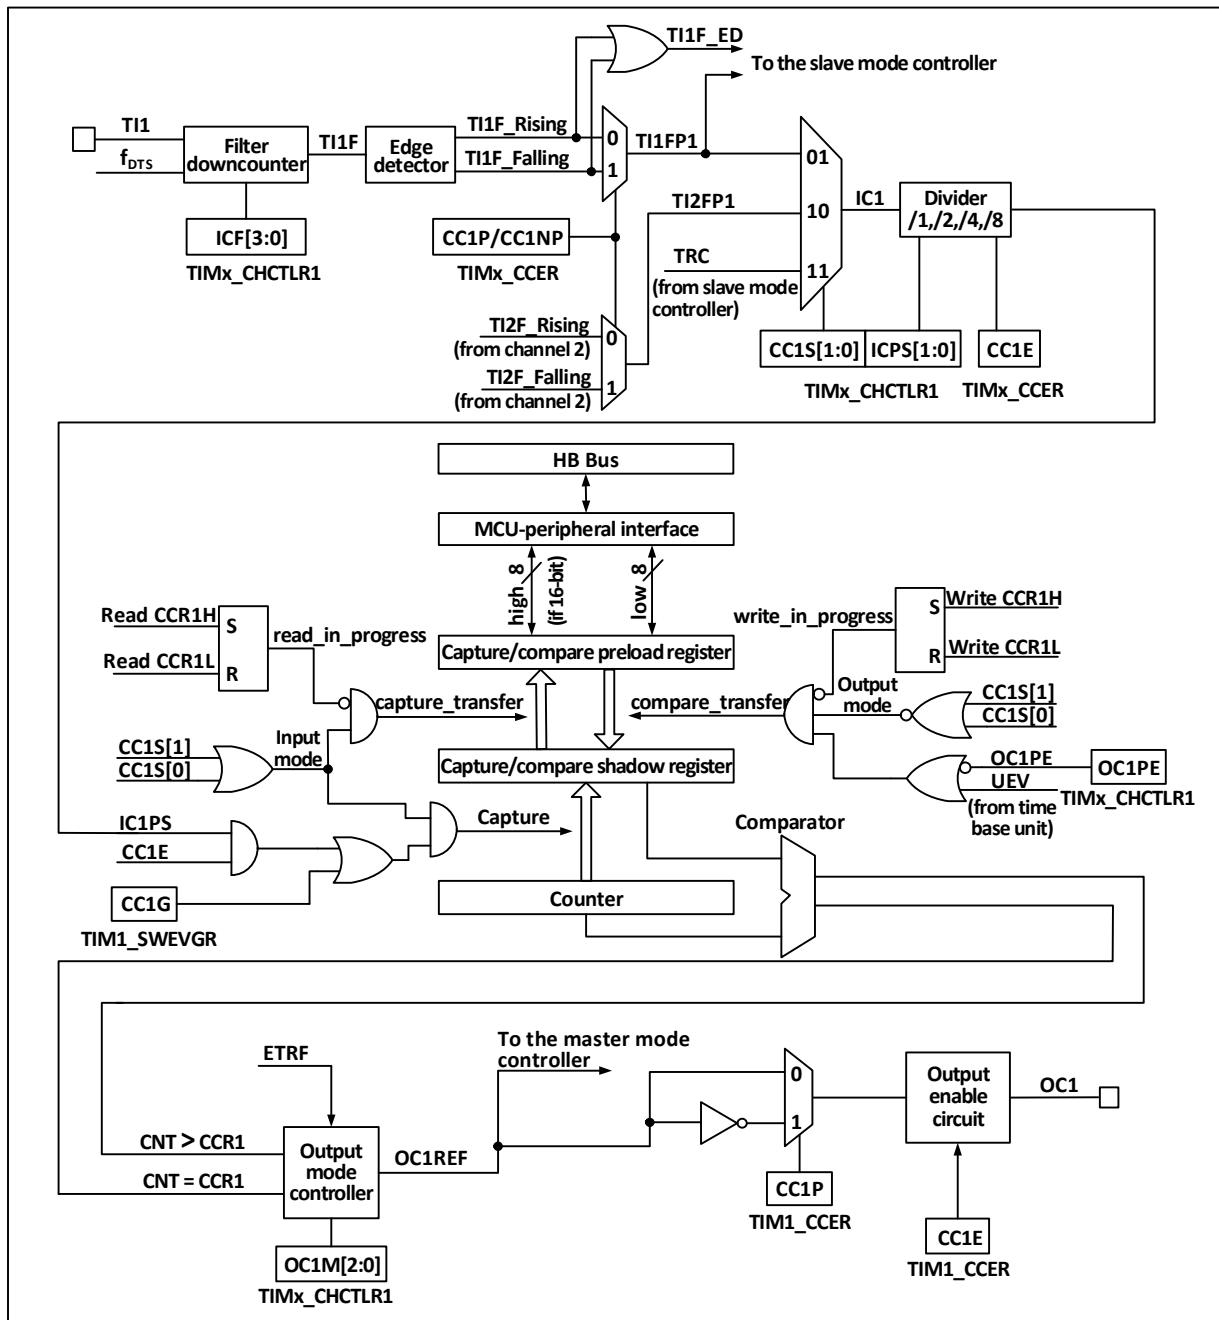 TI1F_ED
To the slave mode controller
TI1
fDTS
Filter
downcounter
TI1F
Edge
detector
TI1F_Rising
TI1F_Falling
0
1
TI1FP1
01
10
11
TI2FP1
TRC
(from slave mode
controller)
IC1
Divider
/1,/2,/4,/8
ICF[3:0]
TIMx_CHCTLR1
CC1P/CC1NP
TIMx_CCER
TI2F_Rising
(from channel 2)
TI2F_Falling
(from channel 2)
0
1
CC1S[1:0]
ICPS[1:0]
TIMx_CHCTLR1
CC1E
TIMx_CCER
HB Bus
MCU-peripheral interface
high
8
(if 16-bit)
low
8
Read CCR1H
Read CCR1L
S
R
read_in_progress
Capture/compare preload register
write_in_progress
S
R
Write CCR1H
Write CCR1L
capture_transfer
compare_transfer
Output
mode
CC1S[1]
CC1S[0]
CC1S[1]
CC1S[0]
Input
mode
Capture/compare shadow register
OC1PE
UEV
(from time
base unit)
OC1PE
TIMx_CHCTLR1
IC1PS
CC1E
CC1G
TIM1_SWEVGR
Capture
Counter
Comparator
ETRF
To the master mode
controller
CNT > CCR1
CNT = CCR1
Output
mode
controller
OC1REF
0
1
Output
enable
circuit
OC1
CC1P
TIM1_CCER
CC1E
TIM1_CCER
OC1M[2:0]
TIMx_CHCTLR1